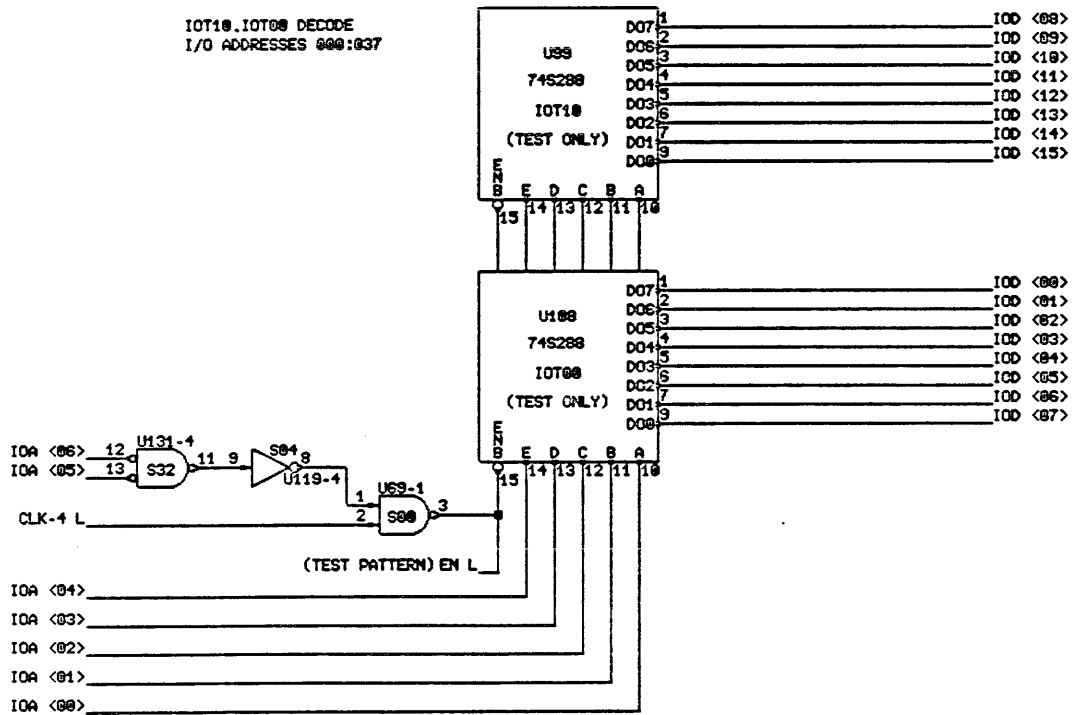 IOT10,IOT00 DECODE
I/O ADDRESSES 000:037
U99
74S288
IOT10
(TEST ONLY)
DO7 1 IOD <08>
DO6 2 IOD <09>
DO5 3 IOD <10>
DO4 4 IOD <11>
DO3 5 IOD <12>
DO2 6 IOD <13>
DO1 7 IOD <14>
DO0 9 IOD <15>
ENB E D C B A
15 14 13 12 11 10
U108
74S288
IOT00
(TEST ONLY)
DO7 1 IOD <00>
DO6 2 IOD <01>
DO5 3 IOD <02>
DO4 4 IOD <03>
DO3 5 IOD <04>
DO2 6 IOD <05>
DO1 7 IOD <06>
DO0 9 IOD <07>
ENB E D C B A
15 14 13 12 11 10
U131-4
IOA <06> 12
IOA <05> 13
S32
11 9
S04
8
U119-4
U69-1
1
2
S00
3
CLK-4 L
(TEST PATTERN) EN L
IOA <04>
IOA <03>
IOA <02>
IOA <01>
IOA <00>